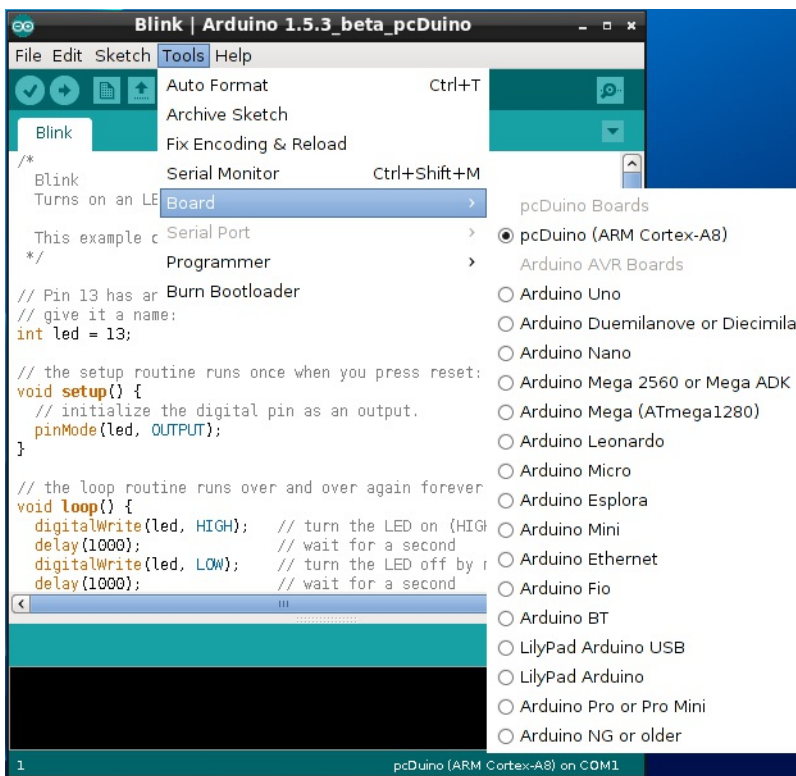 Blink | Arduino 1.5.3_beta_pcDuino
File Edit Sketch Tools Help
Auto Format Ctrl+T
Archive Sketch
Fix Encoding & Reload
Serial Monitor Ctrl+Shift+M
Board
Serial Port
Programmer
Burn Bootloader
pcDuino Boards
pcDuino (ARM Cortex-A8)
Arduino AVR Boards
Arduino Uno
Arduino Duemilanove or Diecimila
Arduino Nano
Arduino Mega 2560 or Mega ADK
Arduino Mega (ATmega1280)
Arduino Leonardo
Arduino Micro
Arduino Esplora
Arduino Mini
Arduino Ethernet
Arduino Fio
Arduino BT
LilyPad Arduino USB
LilyPad Arduino
Arduino Pro or Pro Mini
Arduino NG or older
Blink
/*
Blink
Turns on an LE
This example
*/
// Pin 13 has
// give it a name:
int led = 13;
// the setup routine runs once when you press reset:
void setup() {
// initialize the digital pin as an output.
pinMode(led, OUTPUT);
}
// the loop routine runs over and over again forever
void loop() {
digitalWrite(led, HIGH); // turn the LED on (HIGH
delay(1000); // wait for a second
digitalWrite(led, LOW); // turn the LED off by
delay(1000); // wait for a second
1 pcDuino (ARM Cortex-A8) on COM1